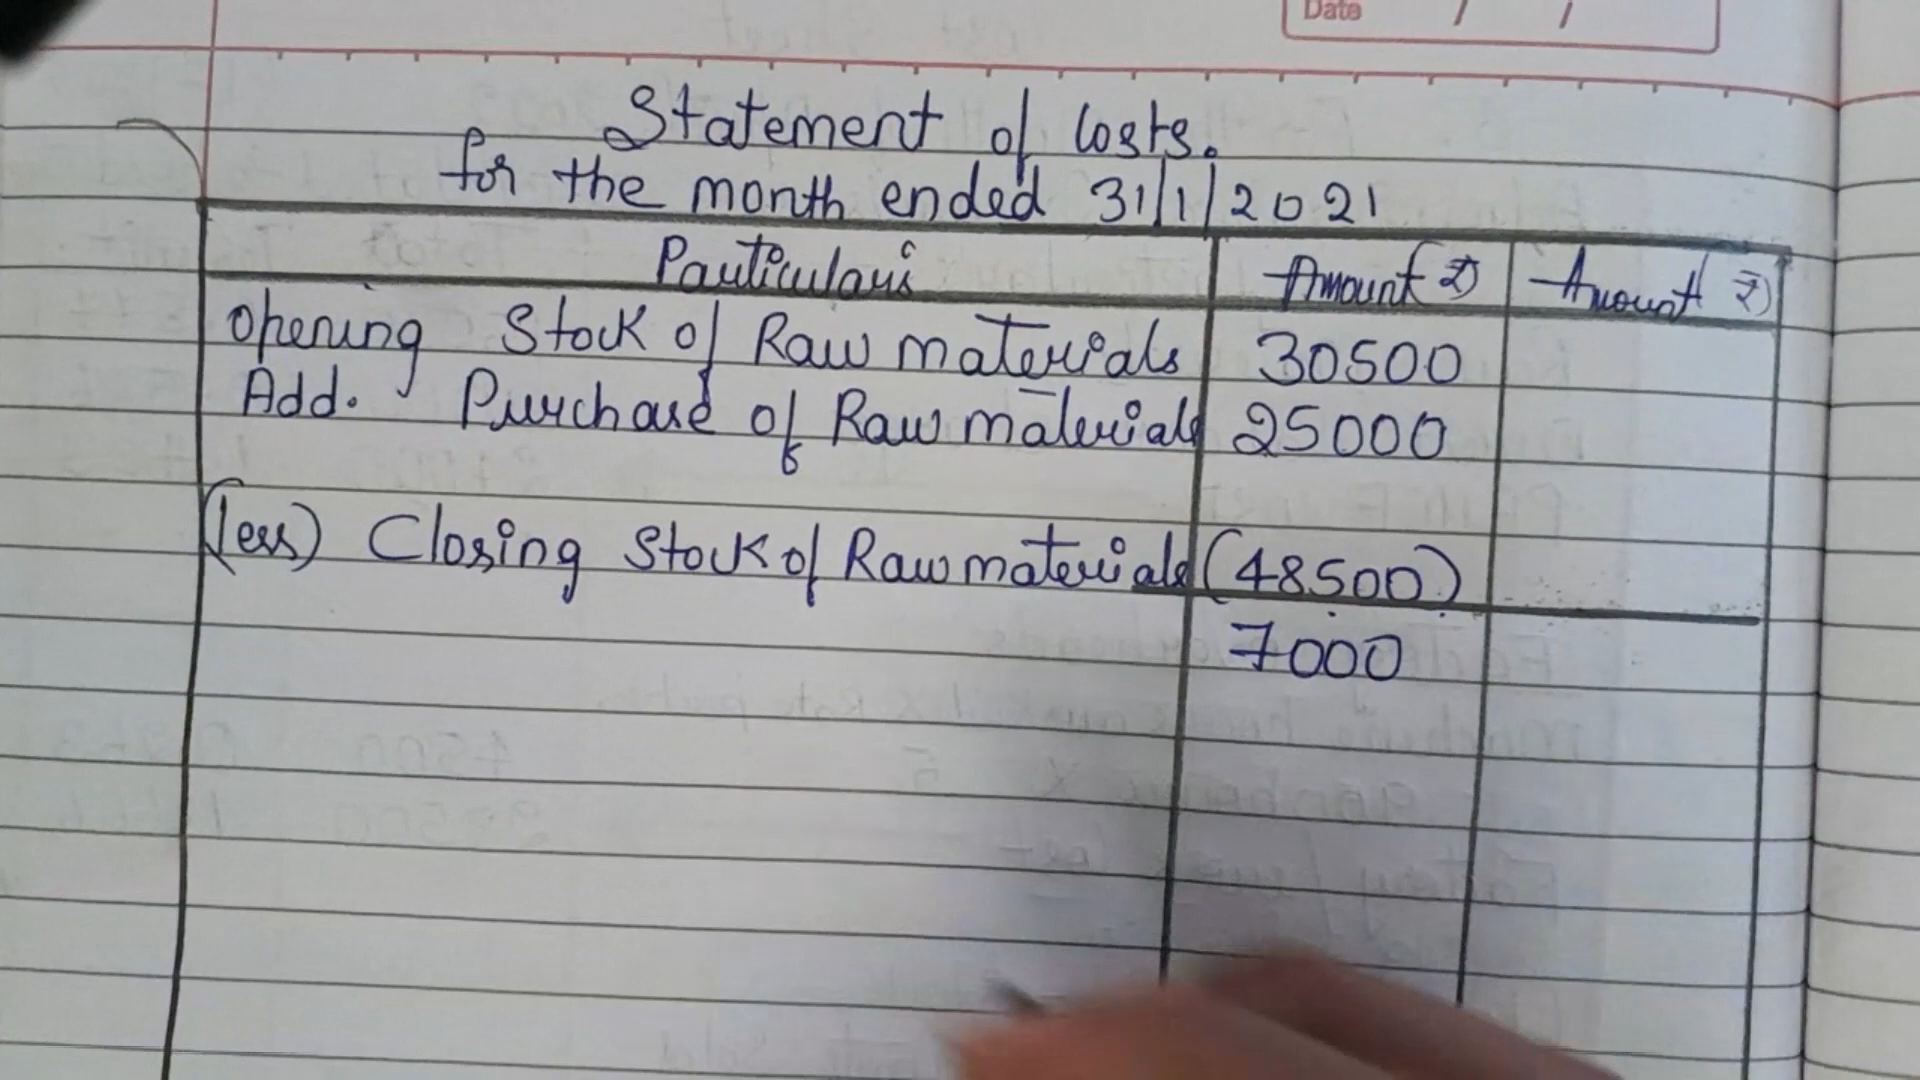 Date / /
Statement of Costs.
for the month ended 31/1/2021
Particulars Amount ₹) Amount ₹)
Opening Stock of Raw materials 30500
Add. Purchase of Raw materials 25000
(less) Closing Stock of Raw materials (48500)
7000